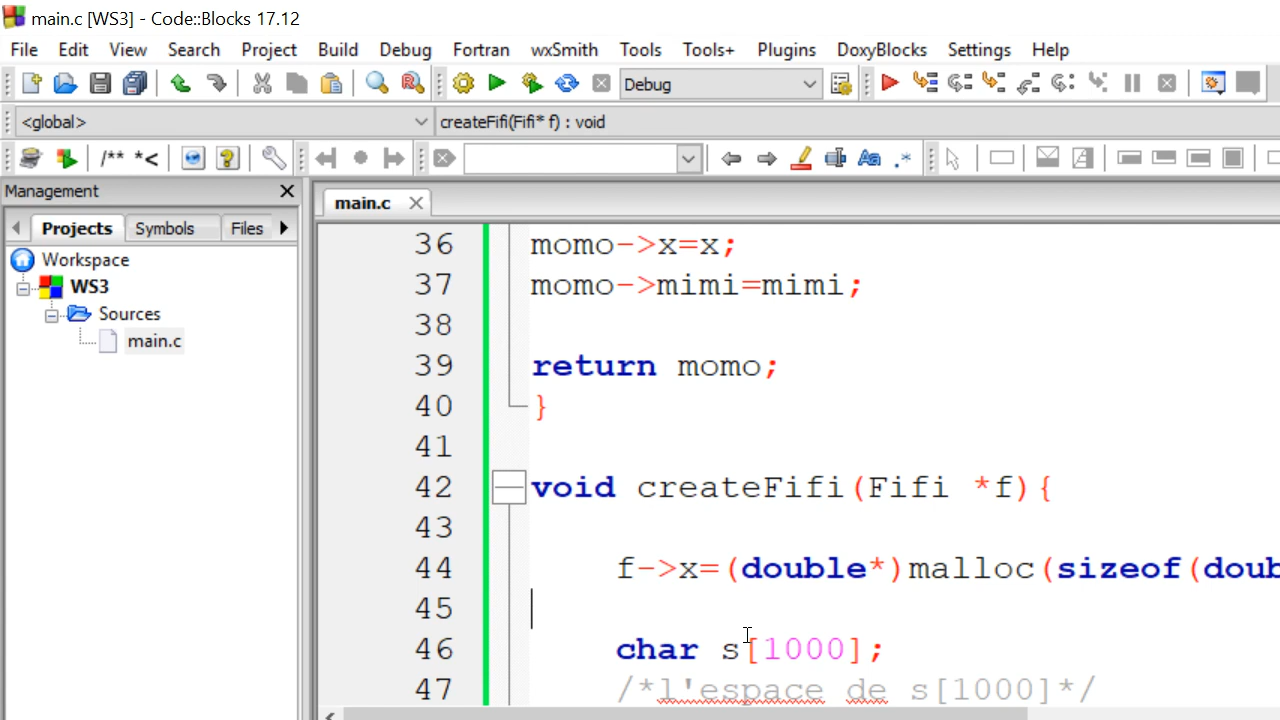 main.c [WS3] - Code::Blocks 17.12
File Edit View Search Project Build Debug Fortran wxSmith Tools Tools+ Plugins DoxyBlocks Settings Help
Debug
<global> createFifi(Fifi* f) : void
/** *<
Management
Projects Symbols Files
main.c
Workspace
WS3
Sources
main.c
36 momo->x=x;
37 momo->mimi=mimi;
38
39 return momo;
40 }
41
42 void createFifi(Fifi *f){
43
44 f->x=(double*)malloc(sizeof(doub
45
46 char s[1000];
47 /*l'espace de s[1000]*/